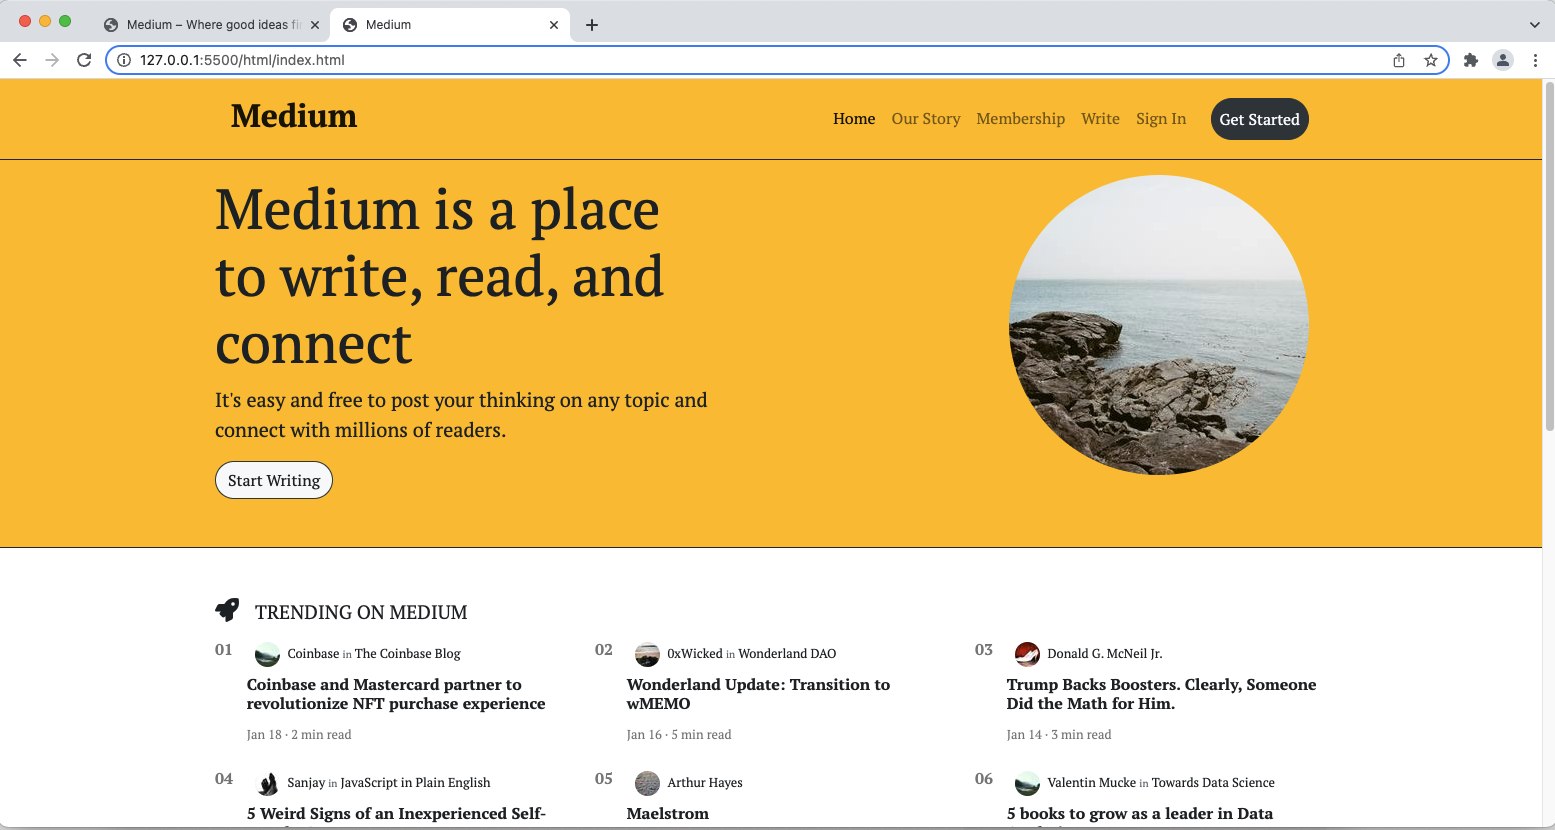 Medium – Where good ideas fi
Medium
127.0.0.1:5500/html/index.html
Medium
Home Our Story Membership Write Sign In Get Started
Medium is a place
to write, read, and
connect
It's easy and free to post your thinking on any topic and
connect with millions of readers.
Start Writing
TRENDING ON MEDIUM
01 Coinbase in The Coinbase Blog
Coinbase and Mastercard partner to
revolutionize NFT purchase experience
Jan 18 · 2 min read
02 0xWicked in Wonderland DAO
Wonderland Update: Transition to
wMEMO
Jan 16 · 5 min read
03 Donald G. McNeil Jr.
Trump Backs Boosters. Clearly, Someone
Did the Math for Him.
Jan 14 · 3 min read
04 Sanjay in JavaScript in Plain English
5 Weird Signs of an Inexperienced Self-
05 Arthur Hayes
Maelstrom
06 Valentin Mucke in Towards Data Science
5 books to grow as a leader in Data